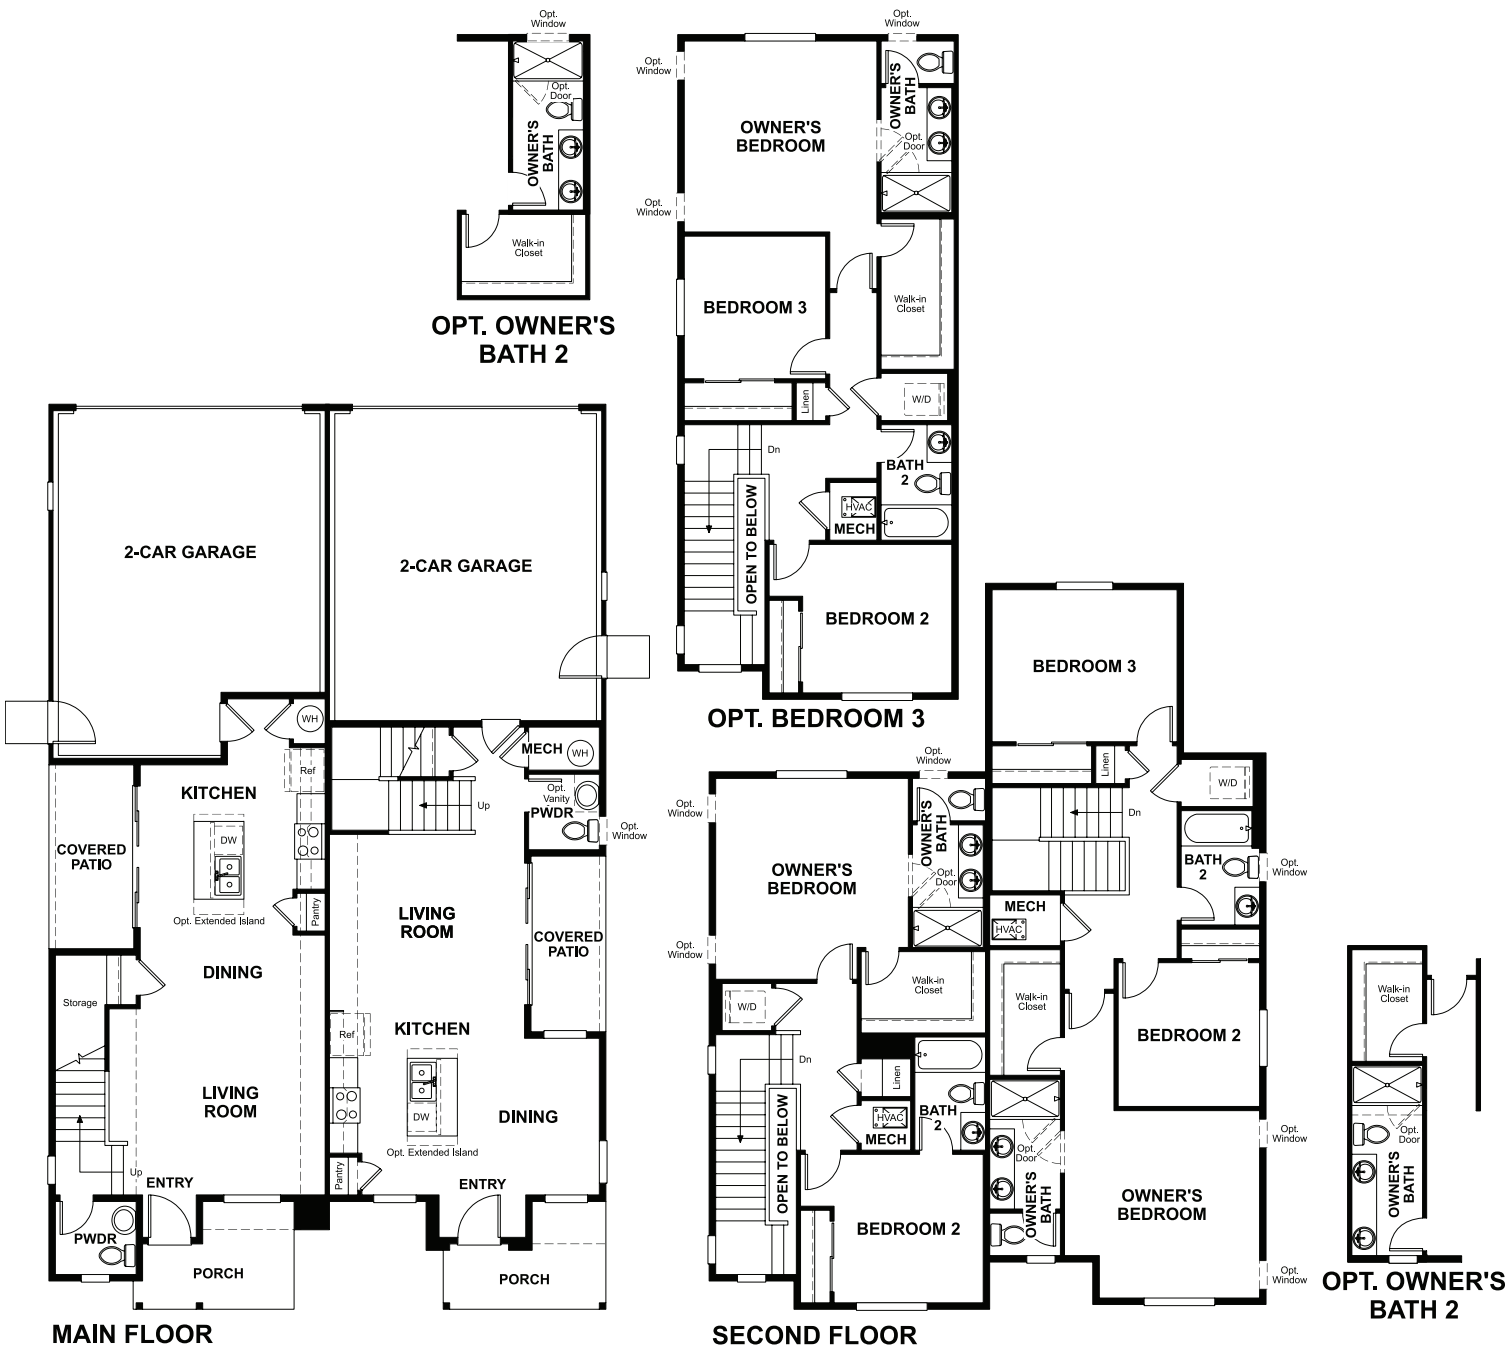 Opt.
Window
Opt.
Door
OWNER'S
BATH
Walk-in
Closet
OPT. OWNER'S
BATH 2
Opt.
Window
Opt.
Window
OWNER'S
BEDROOM
OWNER'S
BATH
Opt.
Door
Opt.
Window
BEDROOM 3
Walk-in
Closet
Linen
W/D
Dn
BATH
2
HVAC
MECH
OPEN TO BELOW
BEDROOM 2
OPT. BEDROOM 3
2-CAR GARAGE
2-CAR GARAGE
WH
Ref
KITCHEN
DW
COVERED
PATIO
Opt. Extended Island
Pantry
DINING
Storage
LIVING
ROOM
Up
ENTRY
PWDR
PORCH
MECH
WH
Up
Opt.
Vanity
PWDR
Opt.
Window
LIVING
ROOM
COVERED
PATIO
KITCHEN
Ref
DW
DINING
Opt. Extended Island
Pantry
ENTRY
PORCH
MAIN FLOOR
Opt.
Window
Opt.
Window
OWNER'S
BEDROOM
OWNER'S
BATH
Opt.
Door
Opt.
Window
Walk-in
Closet
W/D
Dn
Linen
HVAC
MECH
BATH
2
OPEN TO BELOW
BEDROOM 2
BEDROOM 3
Linen
W/D
Dn
BATH
2
Opt.
Window
MECH
HVAC
Walk-in
Closet
BEDROOM 2
Opt.
Door
OWNER'S
BATH
OWNER'S
BEDROOM
Opt.
Window
Opt.
Window
SECOND FLOOR
Walk-in
Closet
Opt.
Door
OWNER'S
BATH
OPT. OWNER'S
BATH 2